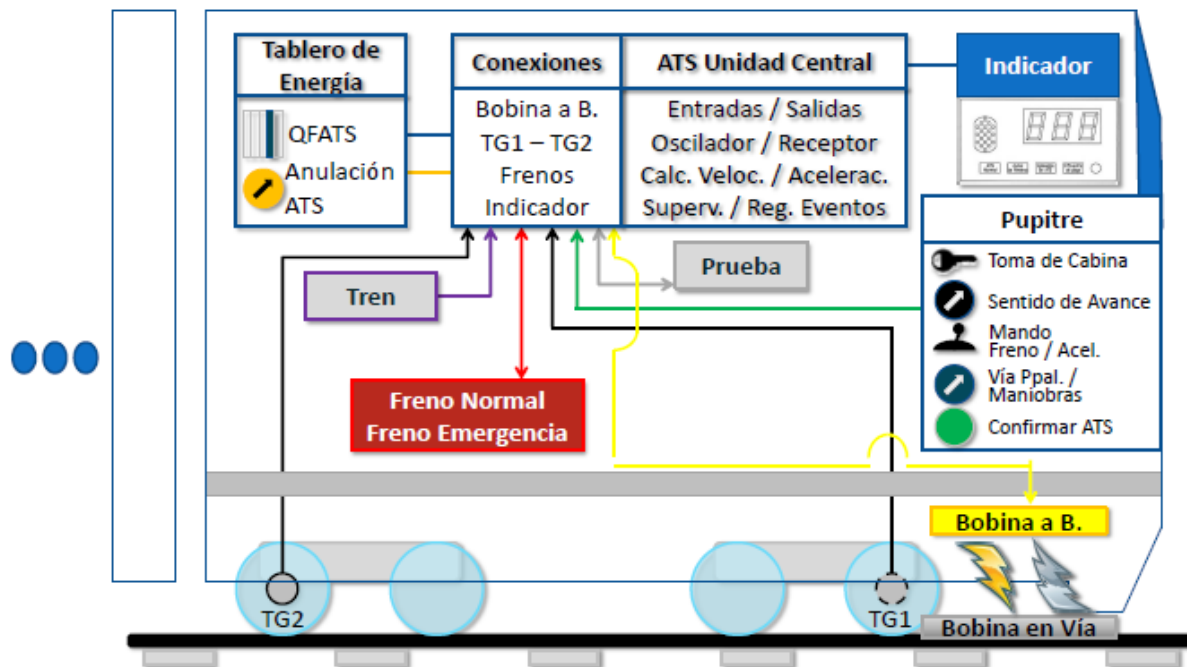 Tablero de
Energía
QFATS
Anulación
ATS
Conexiones
Bobina a B.
TG1 – TG2
Frenos
Indicador
ATS Unidad Central
Entradas / Salidas
Oscilador / Receptor
Calc. Veloc. / Acelerac.
Superv. / Reg. Eventos
Indicador
Pupitre
Toma de Cabina
Sentido de Avance
Mando
Freno / Acel.
Vía Ppal. /
Maniobras
Confirmar ATS
Prueba
Tren
Freno Normal
Freno Emergencia
Bobina a B.
TG2
TG1
Bobina en Vía